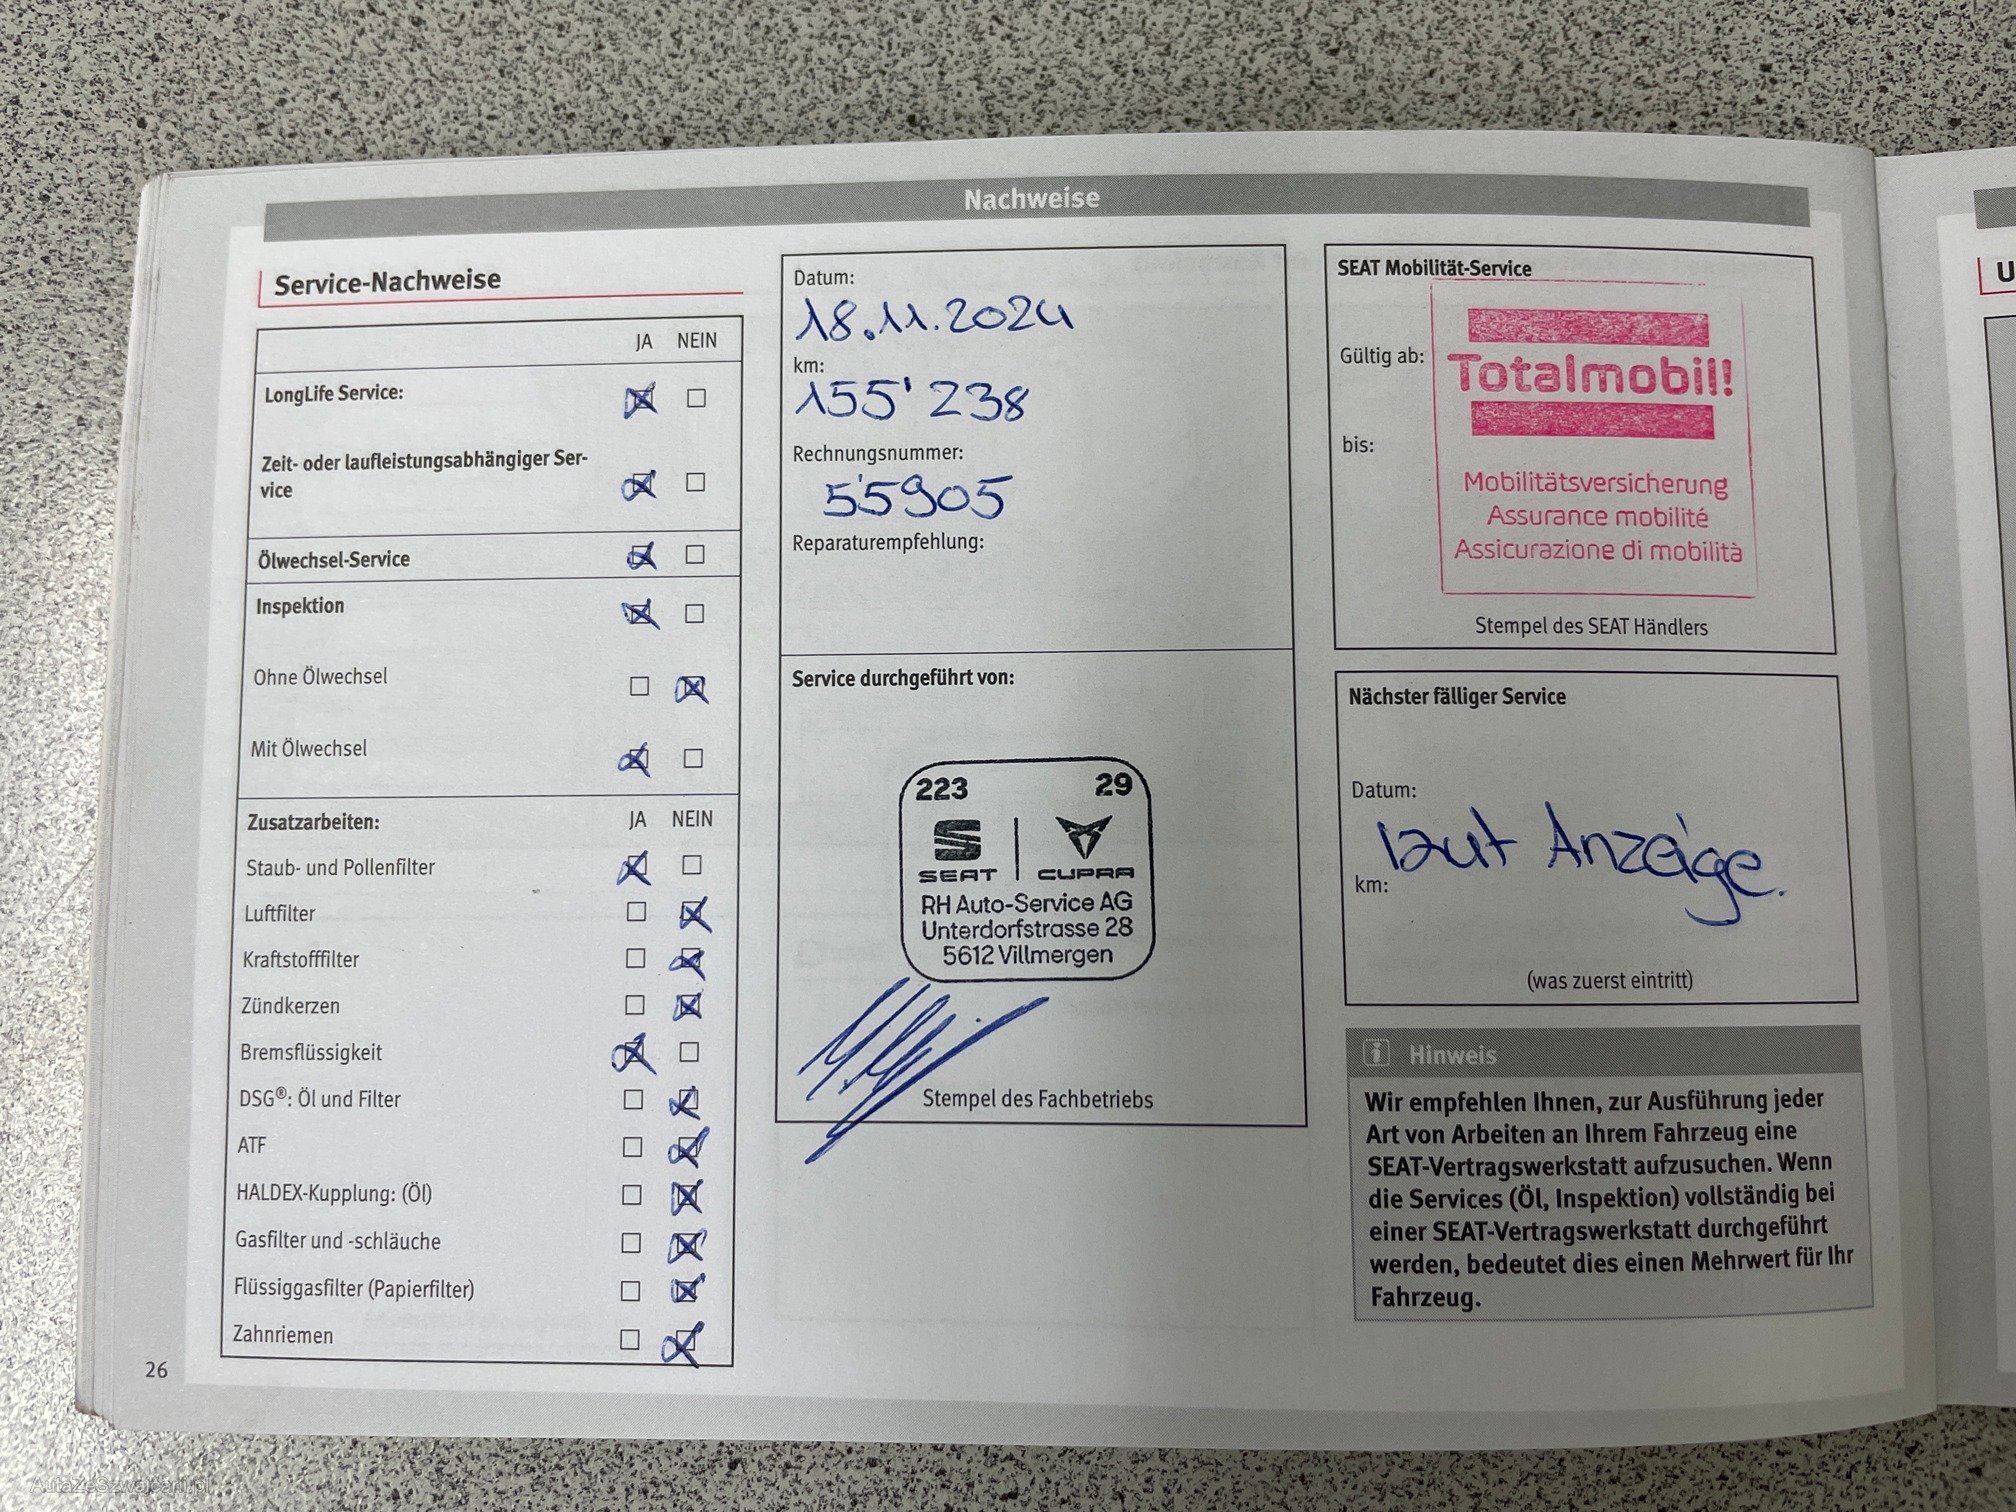 Nachweise
Service-Nachweise
JA NEIN
LongLife Service:
Zeit- oder laufleistungsabhängiger Ser-
vice
Ölwechsel-Service
Inspektion
Ohne Ölwechsel
Mit Ölwechsel
Zusatzarbeiten: JA NEIN
Staub- und Pollenfilter
Luftfilter
Kraftstofffilter
Zündkerzen
Bremsflüssigkeit
DSG®: Öl und Filter
ATF
HALDEX-Kupplung: (Öl)
Gasfilter und -schläuche
Flüssiggasfilter (Papierfilter)
Zahnriemen
26
Datum:
18.11.2024
km:
155'238
Rechnungsnummer:
55905
Reparaturempfehlung:
Service durchgeführt von:
223 29
SEAT CUPRA
RH Auto-Service AG
Unterdorfstrasse 28
5612 Villmergen
Stempel des Fachbetriebs
SEAT Mobilität-Service
Gültig ab:
Totalmobil!
bis:
Mobilitätsversicherung
Assurance mobilité
Assicurazione di mobilità
Stempel des SEAT Händlers
Nächster fälliger Service
Datum:
laut Anzeige.
km:
(was zuerst eintritt)
i Hinweis
Wir empfehlen Ihnen, zur Ausführung jeder
Art von Arbeiten an Ihrem Fahrzeug eine
SEAT-Vertragswerkstatt aufzusuchen. Wenn
die Services (Öl, Inspektion) vollständig bei
einer SEAT-Vertragswerkstatt durchgeführt
werden, bedeutet dies einen Mehrwert für Ihr
Fahrzeug.
AutaZeSzwajcarii.pl